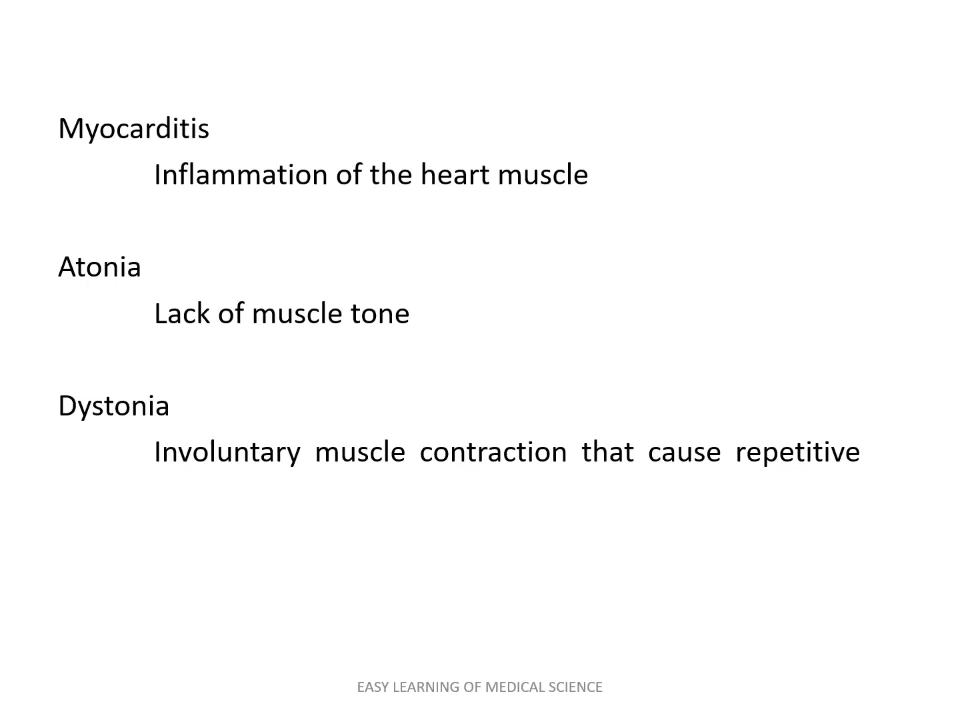 Myocarditis
Inflammation of the heart muscle
Atonia
Lack of muscle tone
Dystonia
Involuntary muscle contraction that cause repetitive
EASY LEARNING OF MEDICAL SCIENCE